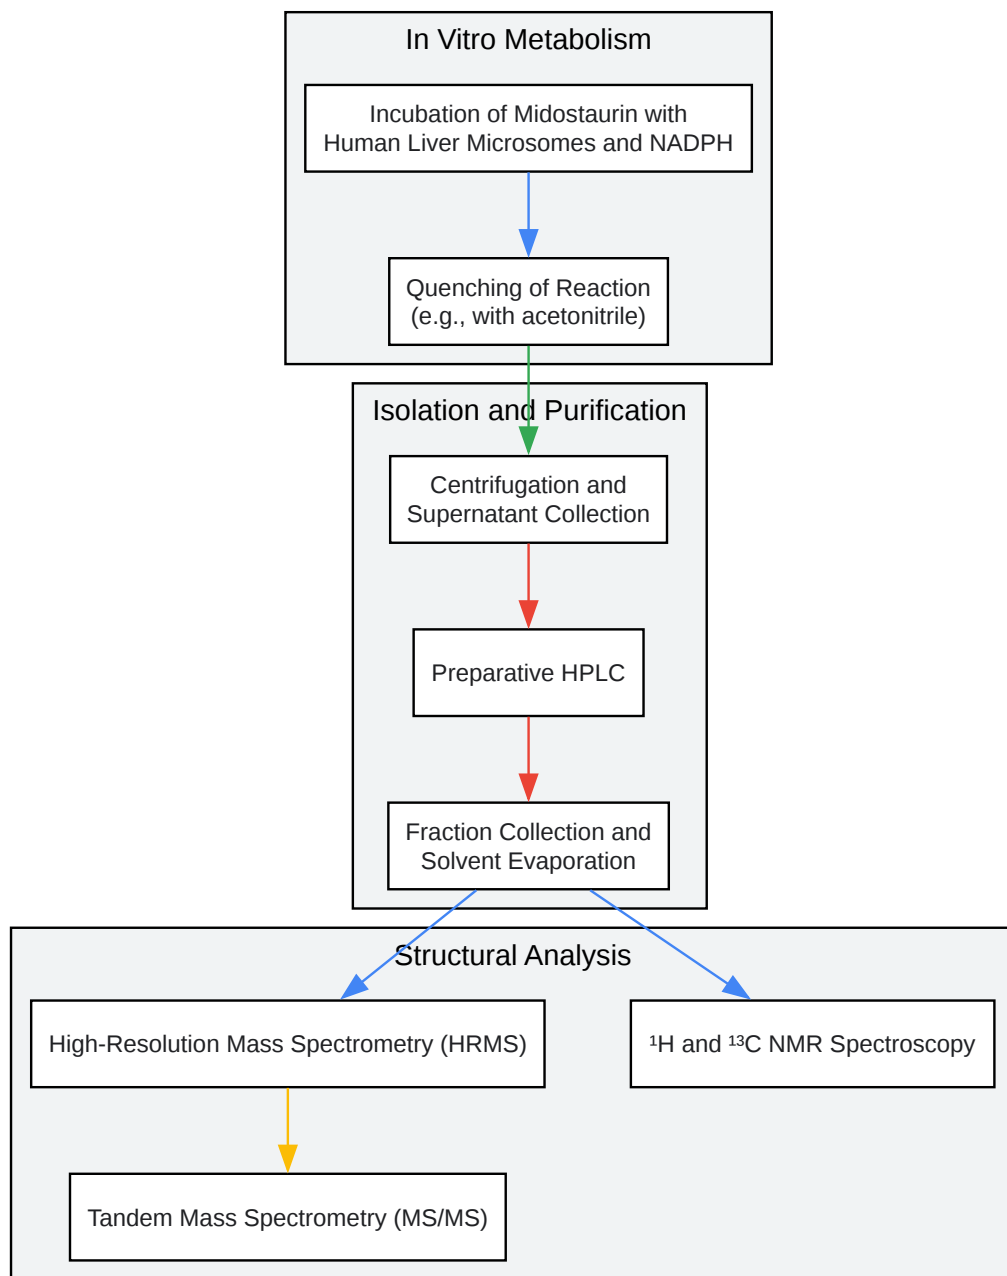 In Vitro Metabolism
Incubation of Midostaurin with
Human Liver Microsomes and NADPH
Quenching of Reaction
(e.g., with acetonitrile)
Isolation and Purification
Centrifugation and
Supernatant Collection
Preparative HPLC
Fraction Collection and
Solvent Evaporation
Structural Analysis
High-Resolution Mass Spectrometry (HRMS)
¹H and ¹³C NMR Spectroscopy
Tandem Mass Spectrometry (MS/MS)